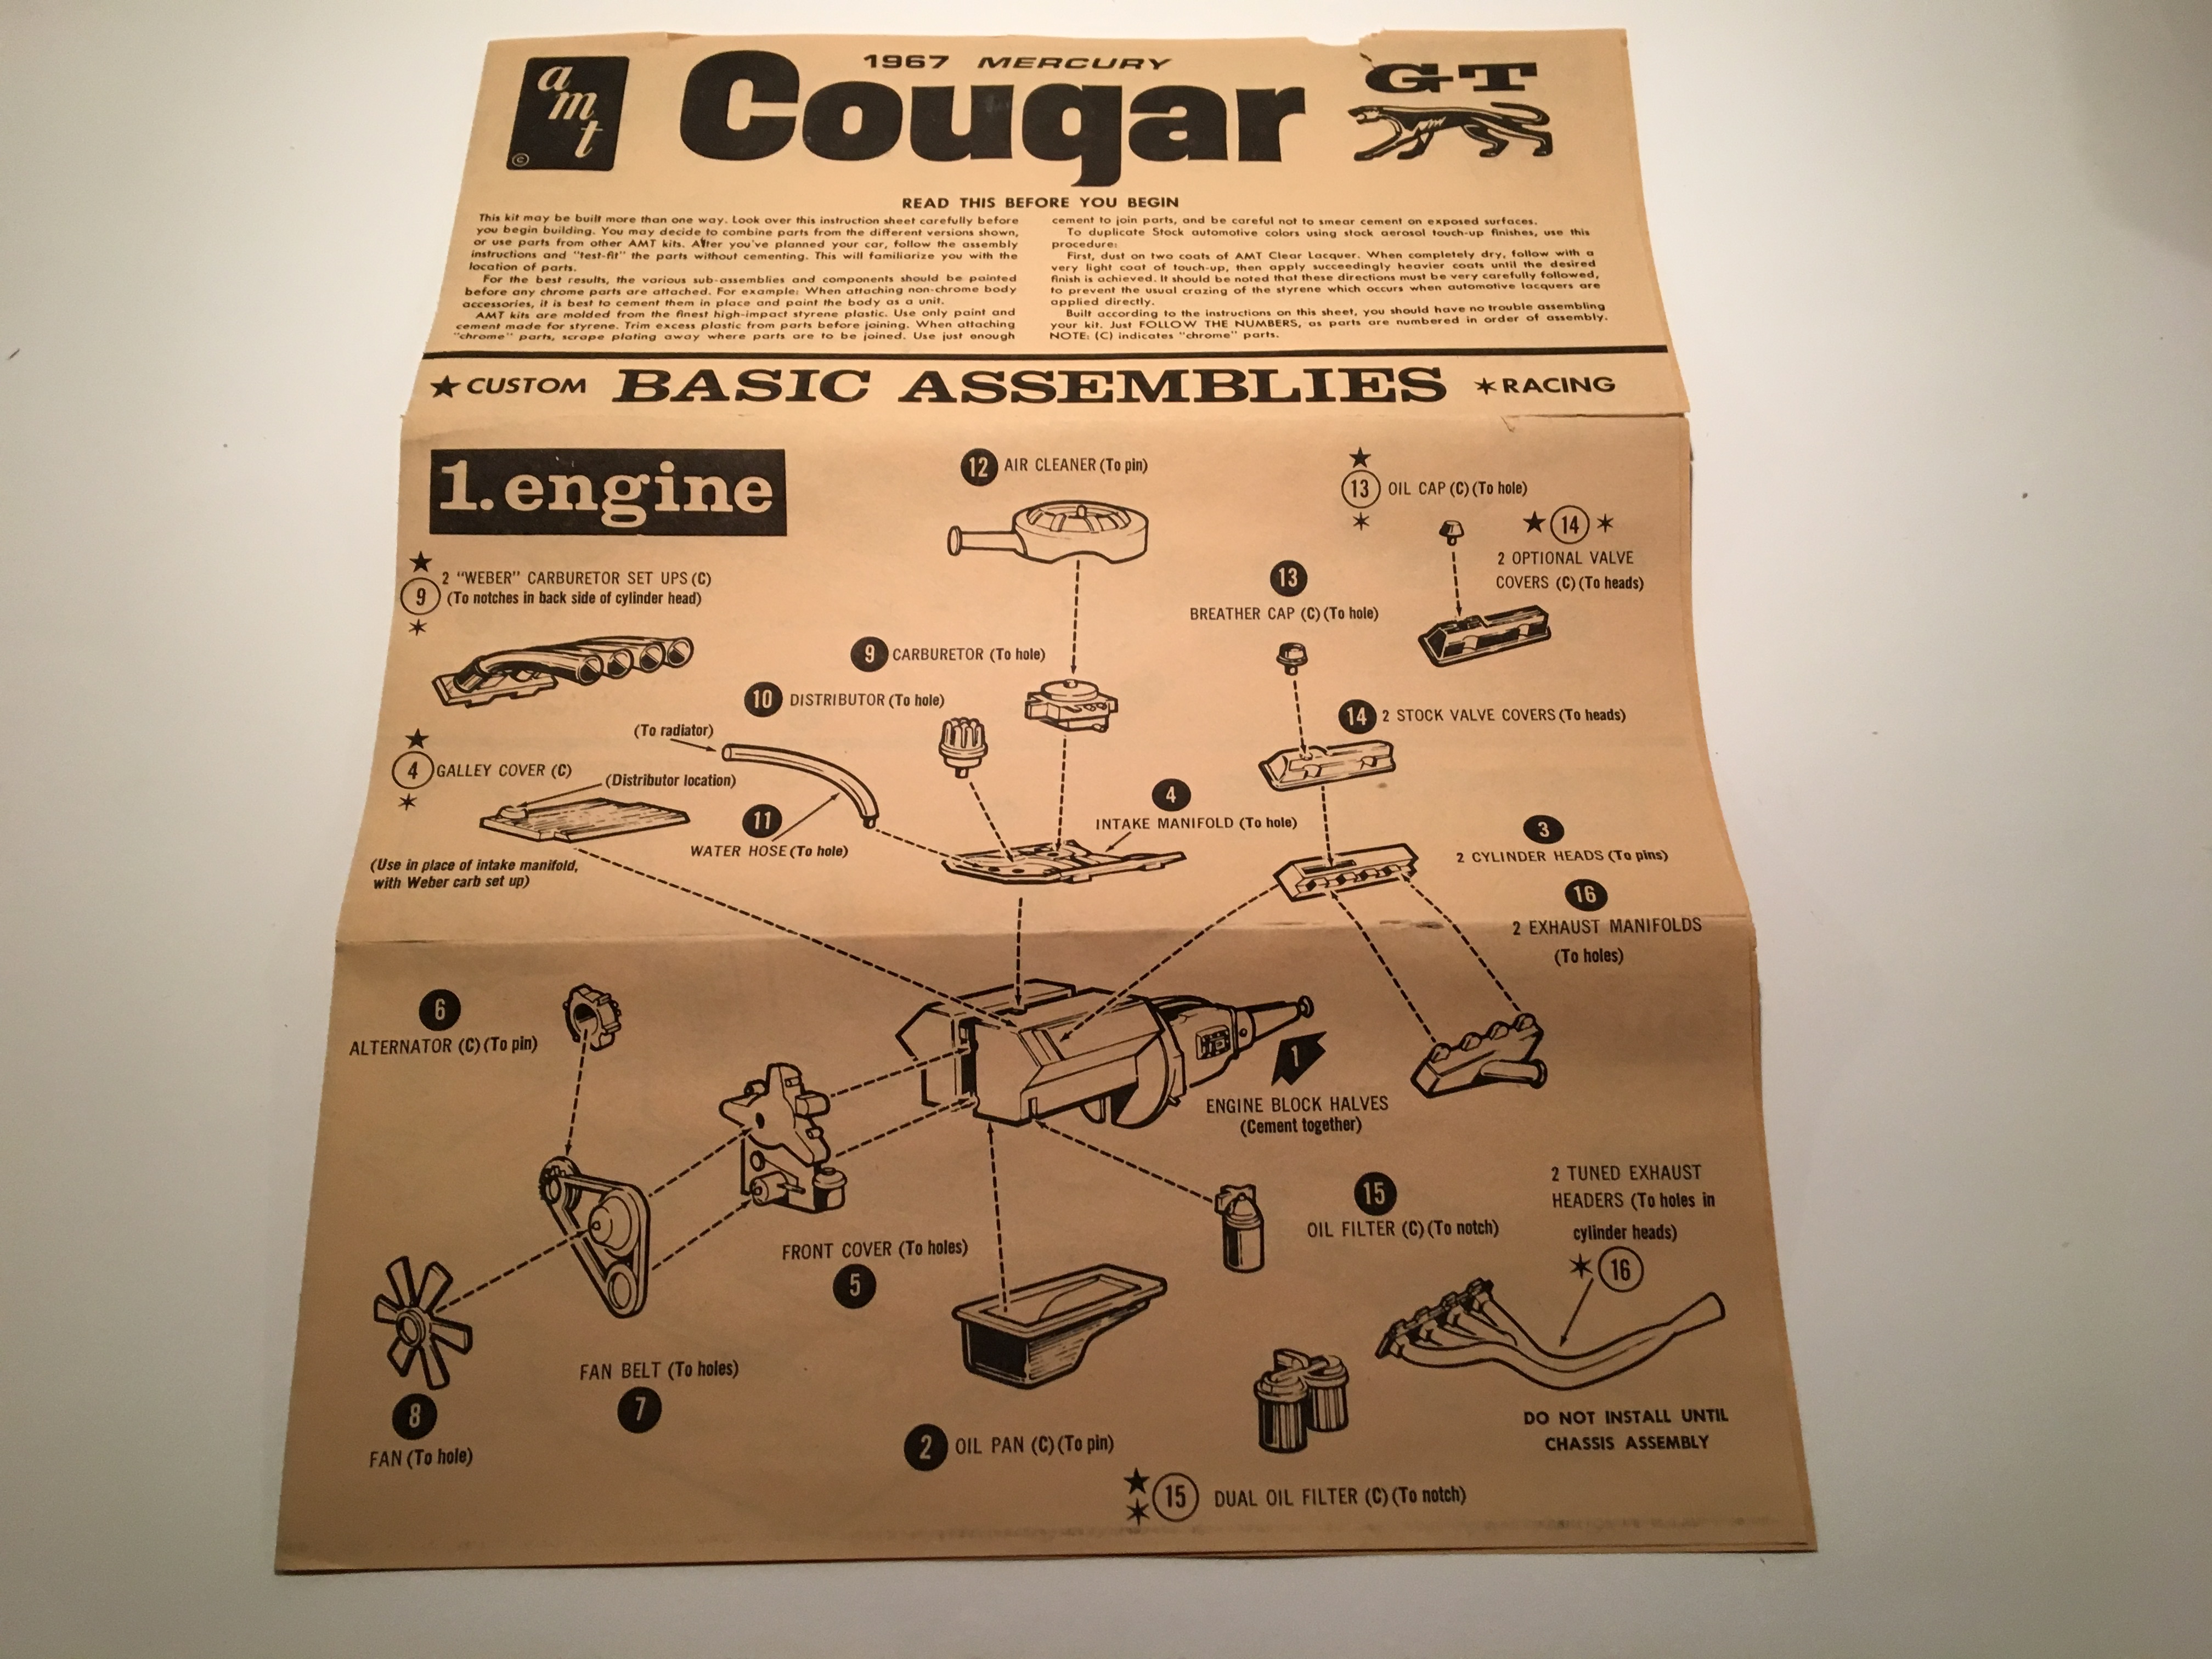 amt
©
1967 MERCURY
Cougar
GT
READ THIS BEFORE YOU BEGIN
This kit may be built more than one way. Look over this instruction sheet carefully before
you begin building. You may decide to combine parts from the different versions shown,
or use parts from other AMT kits. After you've planned your car, follow the assembly
instructions and "test-fit" the parts without cementing. This will familiarize you with the
location of parts.
For the best results, the various sub-assemblies and components should be painted
before any chrome parts are attached. For example: When attaching non-chrome body
accessories, it is best to cement them in place and paint the body as a unit.
AMT kits are molded from the finest high-impact styrene plastic. Use only paint and
cement made for styrene. Trim excess plastic from parts before joining. When attaching
"chrome" parts, scrape plating away where parts are to be joined. Use just enough
cement to join parts, and be careful not to smear cement on exposed surfaces.
To duplicate Stock automotive colors using stock aerosol touch-up finishes, use this
procedure:
First, dust on two coats of AMT Clear Lacquer. When completely dry, follow with a
very light coat of touch-up, then apply succeedingly heavier coats until the desired
finish is achieved. It should be noted that these directions must be very carefully followed,
to prevent the usual crazing of the styrene which occurs when automotive lacquers are
applied directly.
Built according to the instructions on this sheet, you should have no trouble assembling
your kit. Just FOLLOW THE NUMBERS, as parts are numbered in order of assembly.
NOTE: (C) indicates "chrome" parts.
★ CUSTOM BASIC ASSEMBLIES ✶ RACING
1. engine
12 AIR CLEANER (To pin)
★
13 OIL CAP (C) (To hole)
✶
★ 14 ✶
2 OPTIONAL VALVE
COVERS (C) (To heads)
★
9
✶
2 "WEBER" CARBURETOR SET UPS (C)
(To notches in back side of cylinder head)
13
BREATHER CAP (C) (To hole)
9 CARBURETOR (To hole)
10 DISTRIBUTOR (To hole)
14 2 STOCK VALVE COVERS (To heads)
(To radiator)
★
4 GALLEY COVER (C)
✶
(Distributor location)
11
WATER HOSE (To hole)
4
INTAKE MANIFOLD (To hole)
3
2 CYLINDER HEADS (To pins)
(Use in place of intake manifold,
with Weber carb set up)
16
2 EXHAUST MANIFOLDS
(To holes)
6
ALTERNATOR (C) (To pin)
1
ENGINE BLOCK HALVES
(Cement together)
15
OIL FILTER (C) (To notch)
2 TUNED EXHAUST
HEADERS (To holes in
cylinder heads)
✶ 16
FRONT COVER (To holes)
5
FAN BELT (To holes)
7
8
FAN (To hole)
2 OIL PAN (C) (To pin)
DO NOT INSTALL UNTIL
CHASSIS ASSEMBLY
★
✶
15 DUAL OIL FILTER (C) (To notch)